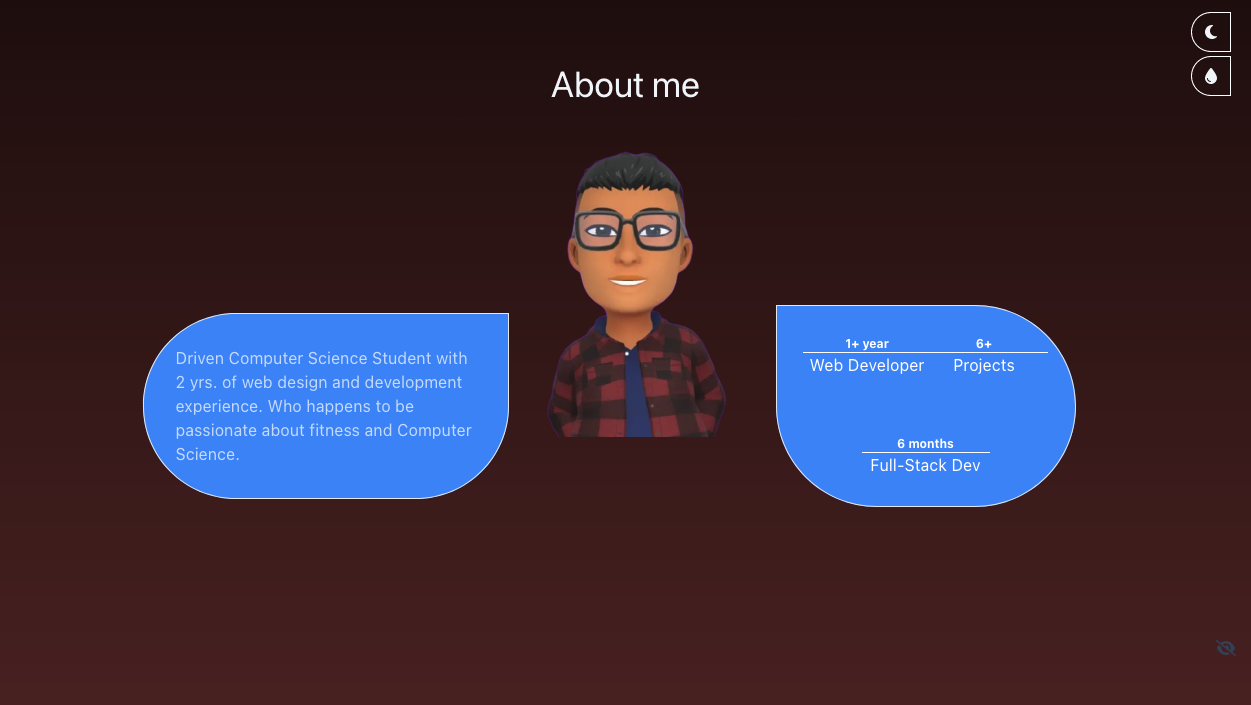 About me
Driven Computer Science Student with
2 yrs. of web design and development
experience. Who happens to be
passionate about fitness and Computer
Science.
1+ year
Web Developer
6+
Projects
6 months
Full-Stack Dev